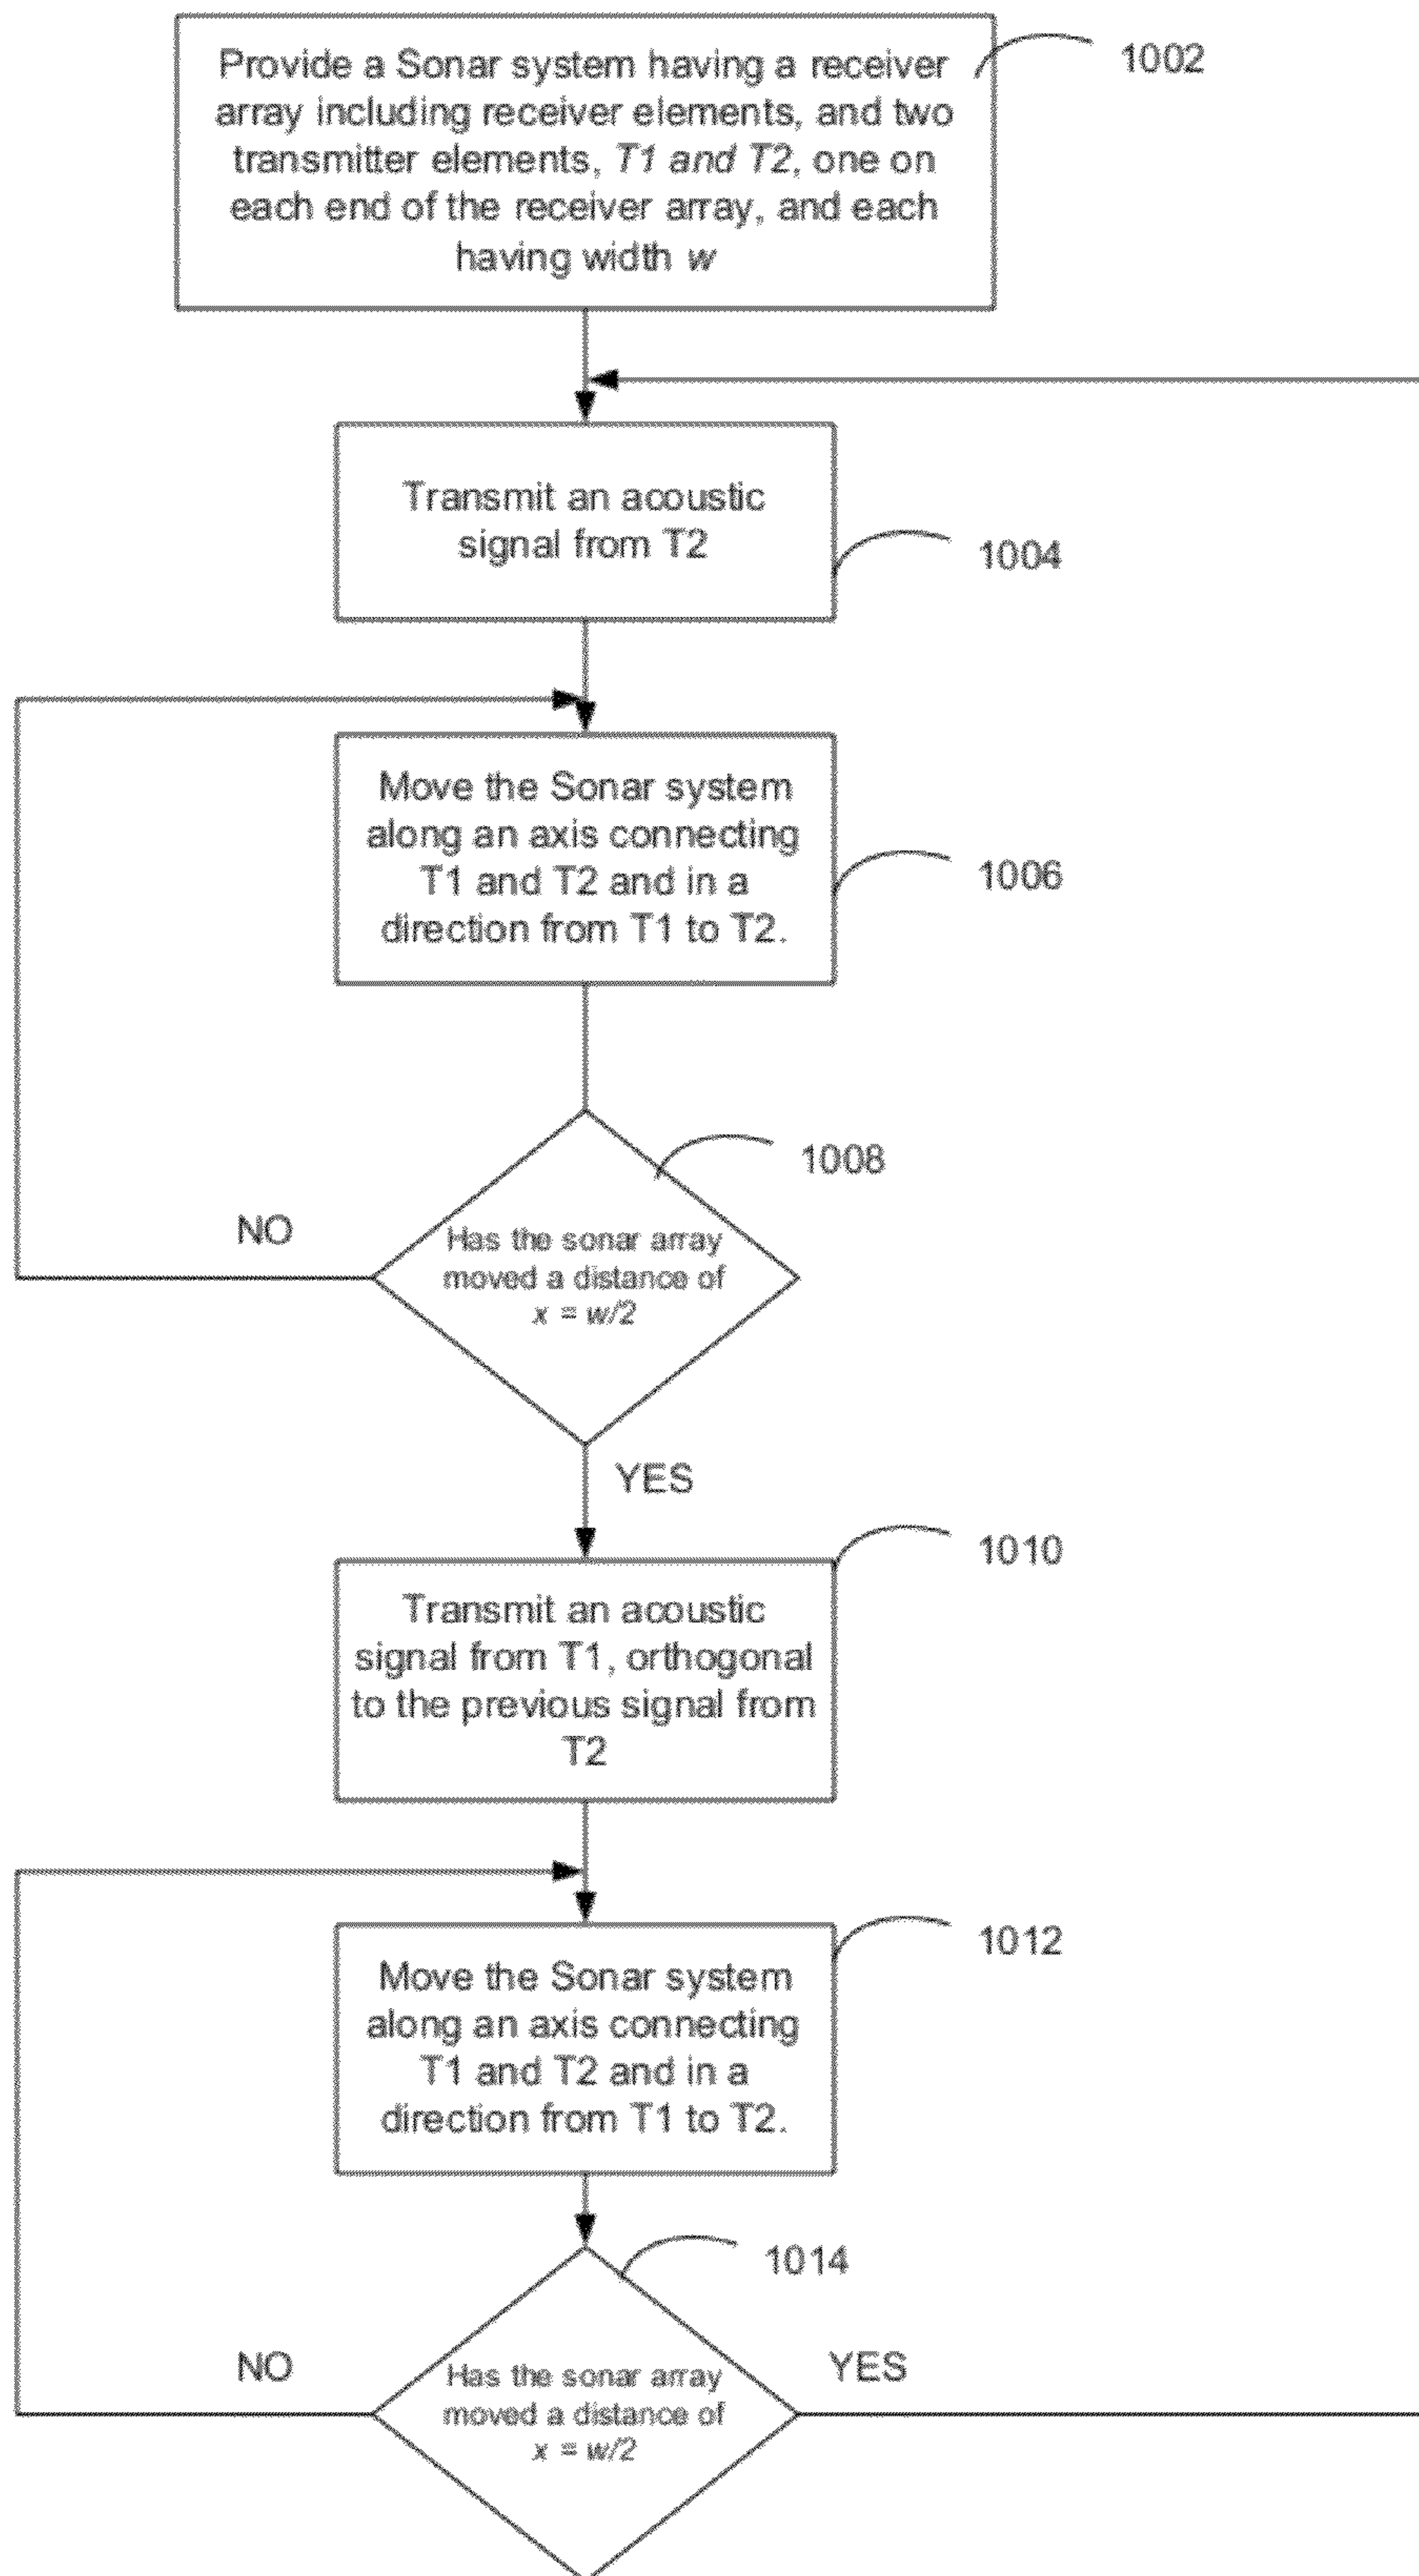 Provide a Sonar system having a receiver
array including receiver elements, and two
transmitter elements, T1 and T2, one on
each end of the receiver array, and each
having width w
1002
Transmit an acoustic
signal from T2
1004
Move the Sonar system
along an axis connecting
T1 and T2 and in a
direction from T1 to T2.
1006
1008
Has the sonar array
moved a distance of
x = w/2
NO
YES
1010
Transmit an acoustic
signal from T1, orthogonal
to the previous signal from
T2
1012
Move the Sonar system
along an axis connecting
T1 and T2 and in a
direction from T1 to T2.
1014
NO
Has the sonar array
moved a distance of
x = w/2
YES